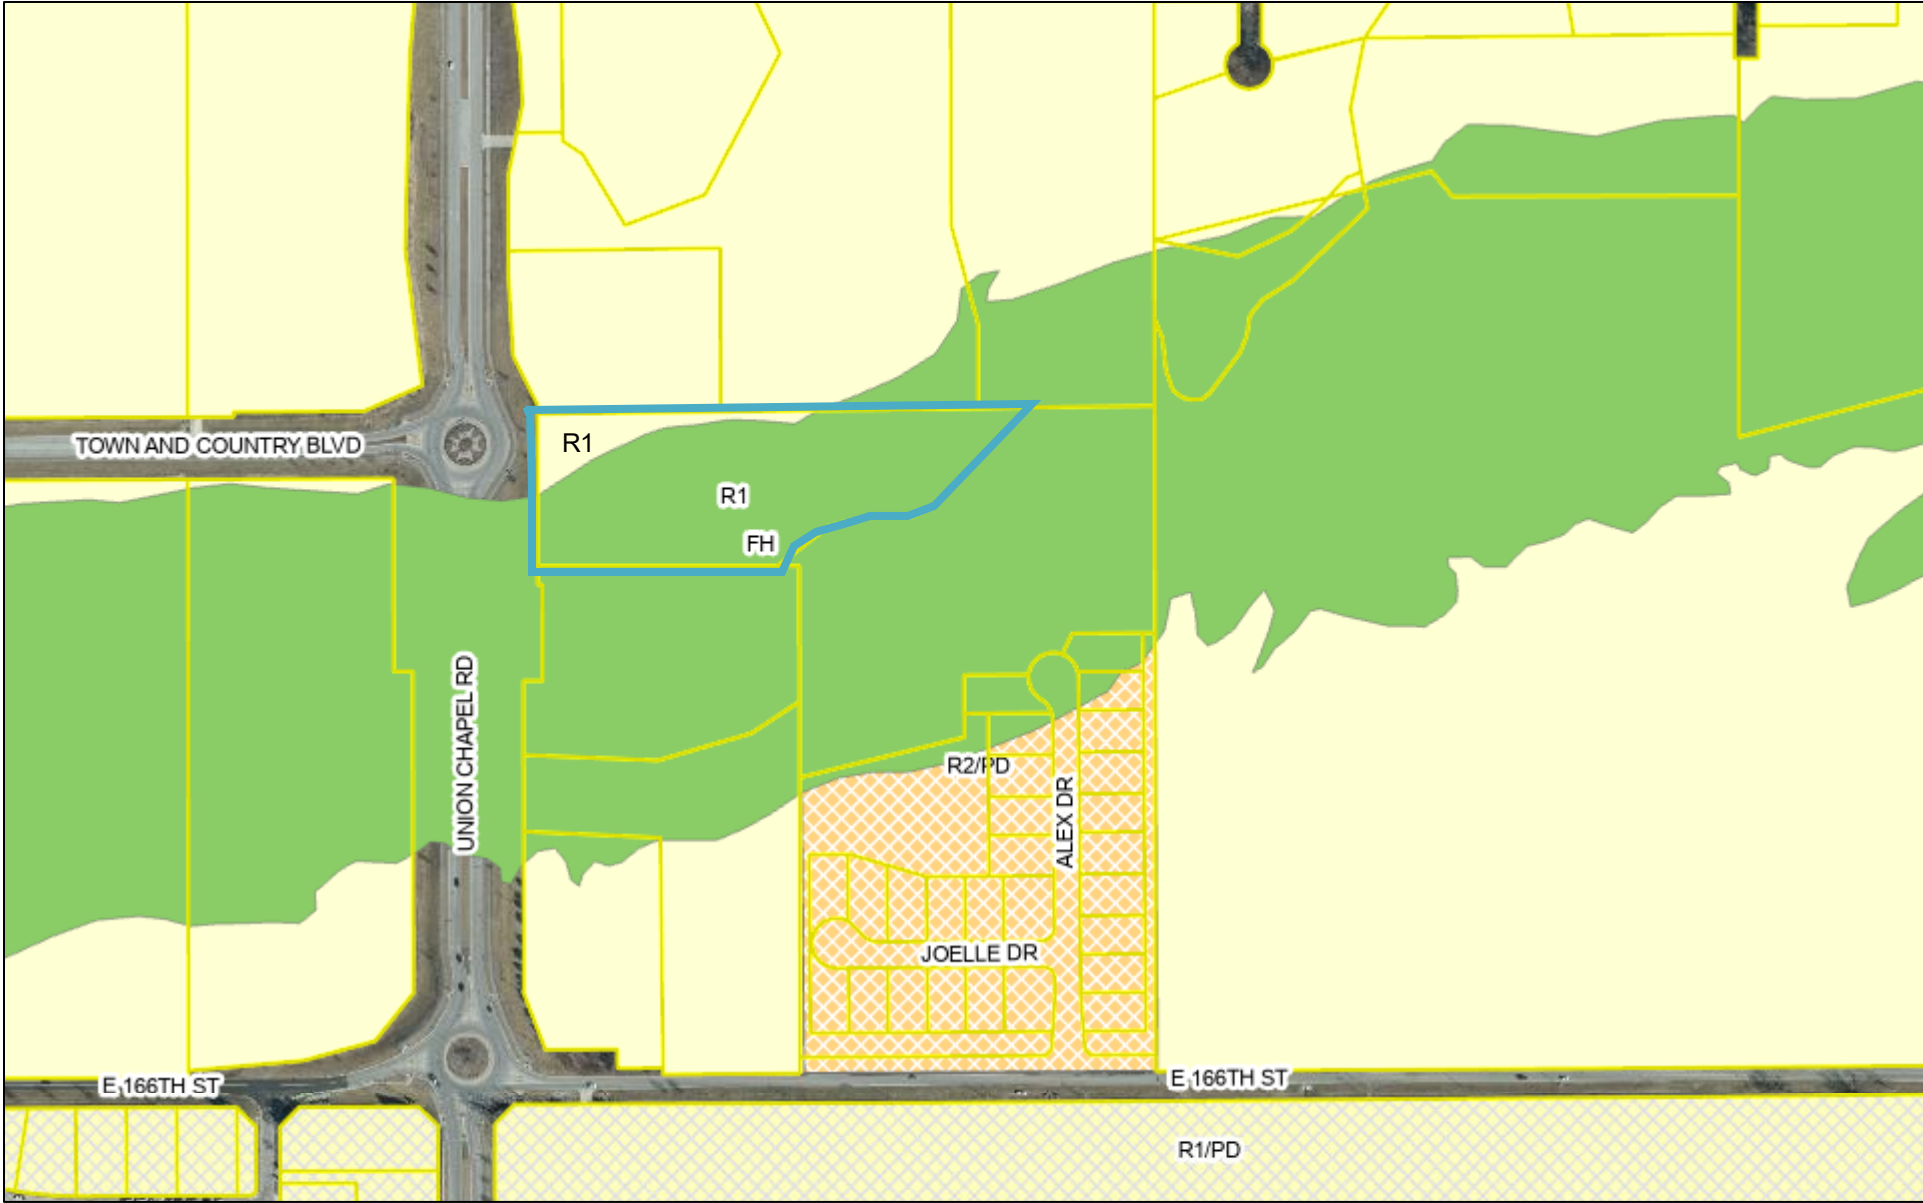 TOWN AND COUNTRY BLVD
R1
R1
FH
UNION CHAPEL RD
R2/PD
ALEX DR
JOELLE DR
E 166TH ST
E 166TH ST
R1/PD